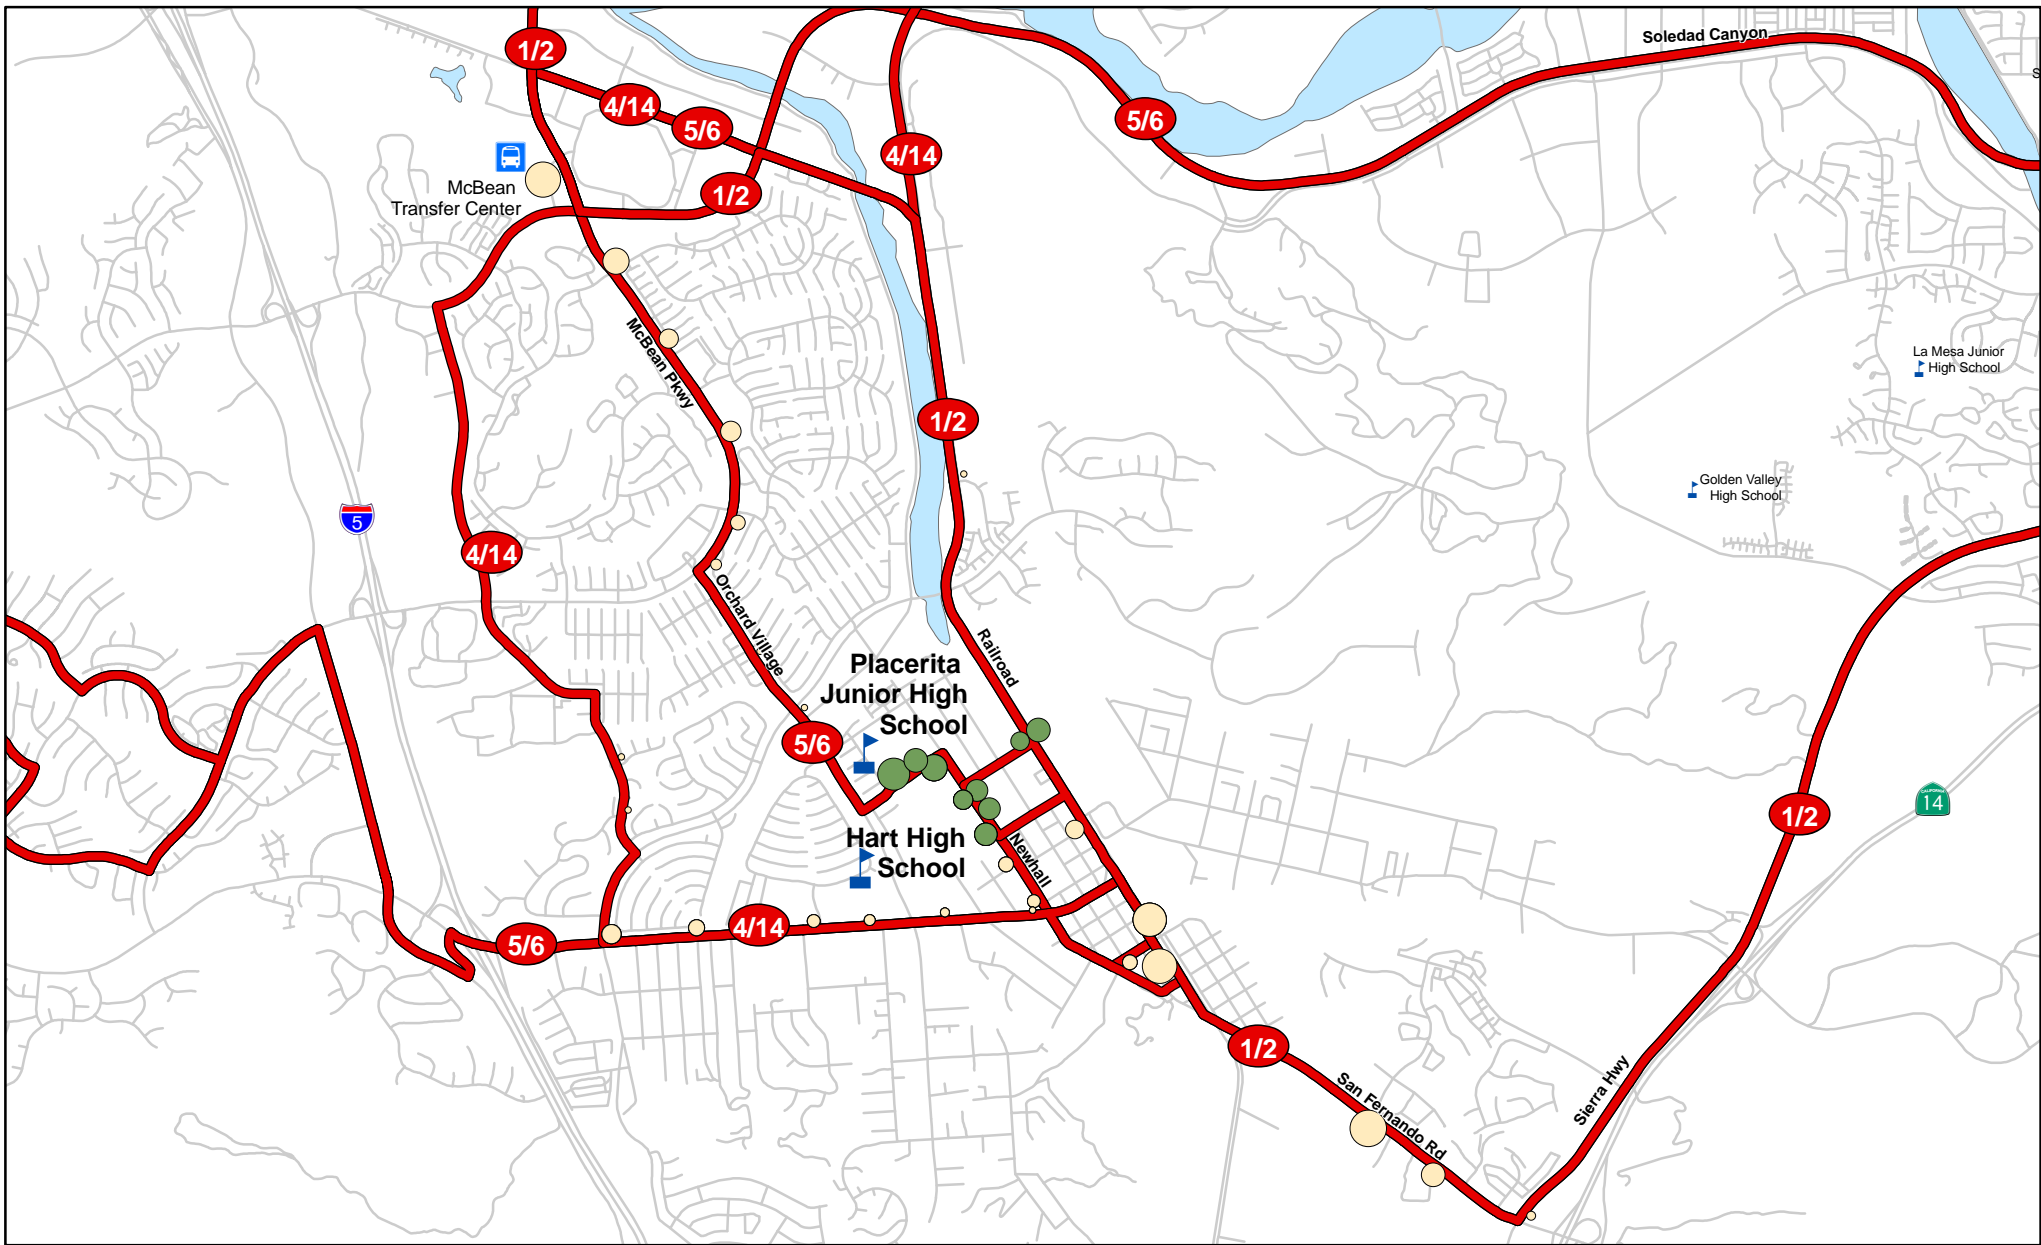 Soledad Canyon
S
1/2
4/14
5/6
5/6
4/14
McBean
Transfer Center
1/2
McBean Pkwy
La Mesa Junior
High School
1/2
Golden Valley
High School
5
4/14
Orchard Village
Railroad
Placerita
Junior High
School
5/6
CALIFORNIA
14
1/2
Hart High
School
Newhall
4/14
5/6
1/2
San Fernando Rd
Sierra Hwy